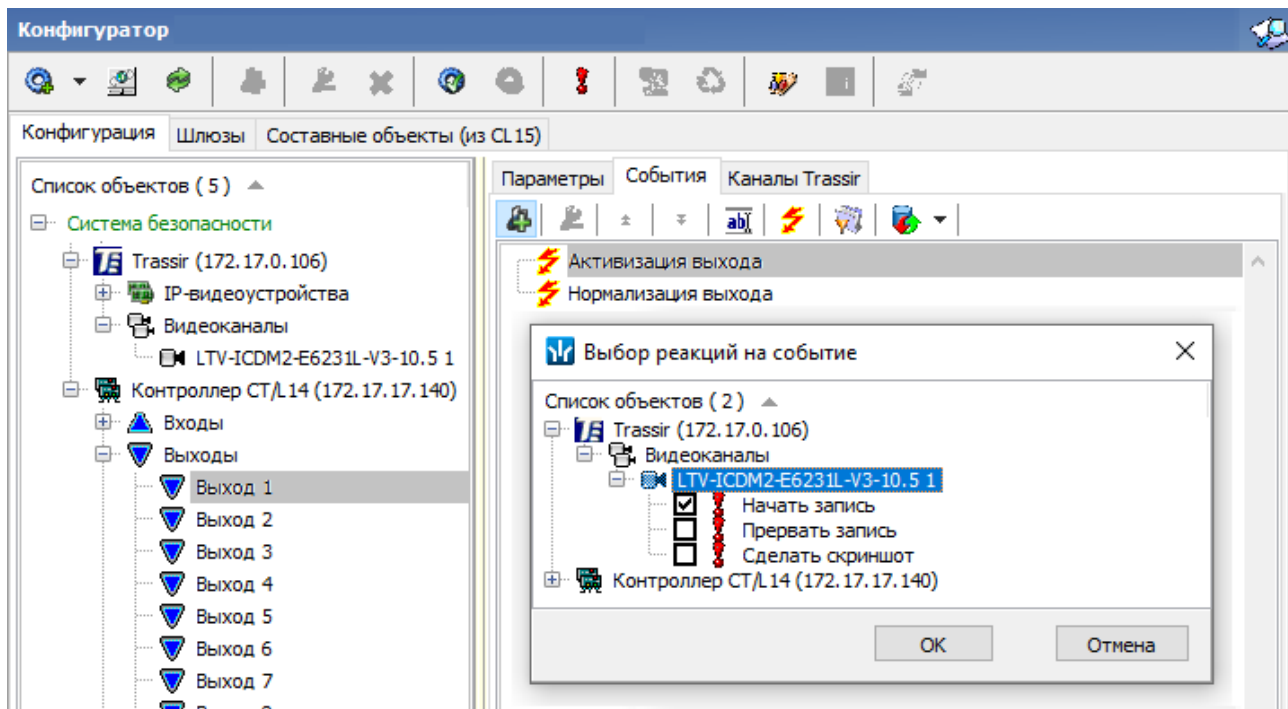 Конфигуратор
Конфигурация Шлюзы Составные объекты (из CL15)
Список объектов ( 5 )
Система безопасности
Trassir (172.17.0.106)
IP-видеоустройства
Видеоканалы
LTV-ICDM2-E6231L-V3-10.5 1
Контроллер CT/L14 (172.17.17.140)
Входы
Выходы
Выход 1
Выход 2
Выход 3
Выход 4
Выход 5
Выход 6
Выход 7
Параметры События Каналы Trassir
abI
Активизация выхода
Нормализация выхода
Выбор реакций на событие
Список объектов ( 2 )
Trassir (172.17.0.106)
Видеоканалы
LTV-ICDM2-E6231L-V3-10.5 1
Начать запись
Прервать запись
Сделать скриншот
Контроллер CT/L14 (172.17.17.140)
OK Отмена